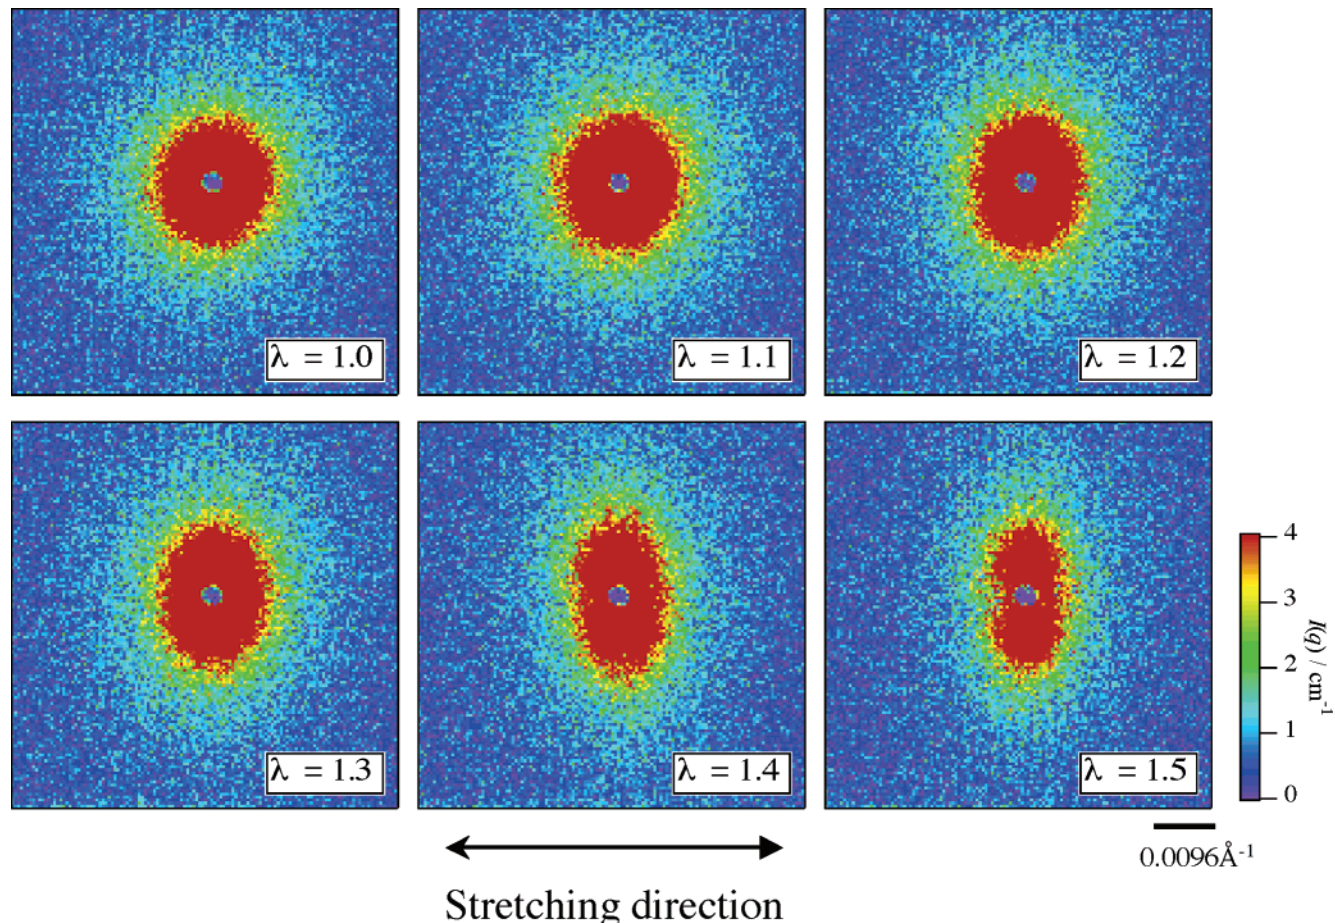 λ = 1.0
λ = 1.1
λ = 1.2
λ = 1.3
λ = 1.4
λ = 1.5
4
3
2
1
0
I(q) / cm⁻¹
0.0096Å⁻¹
Stretching direction